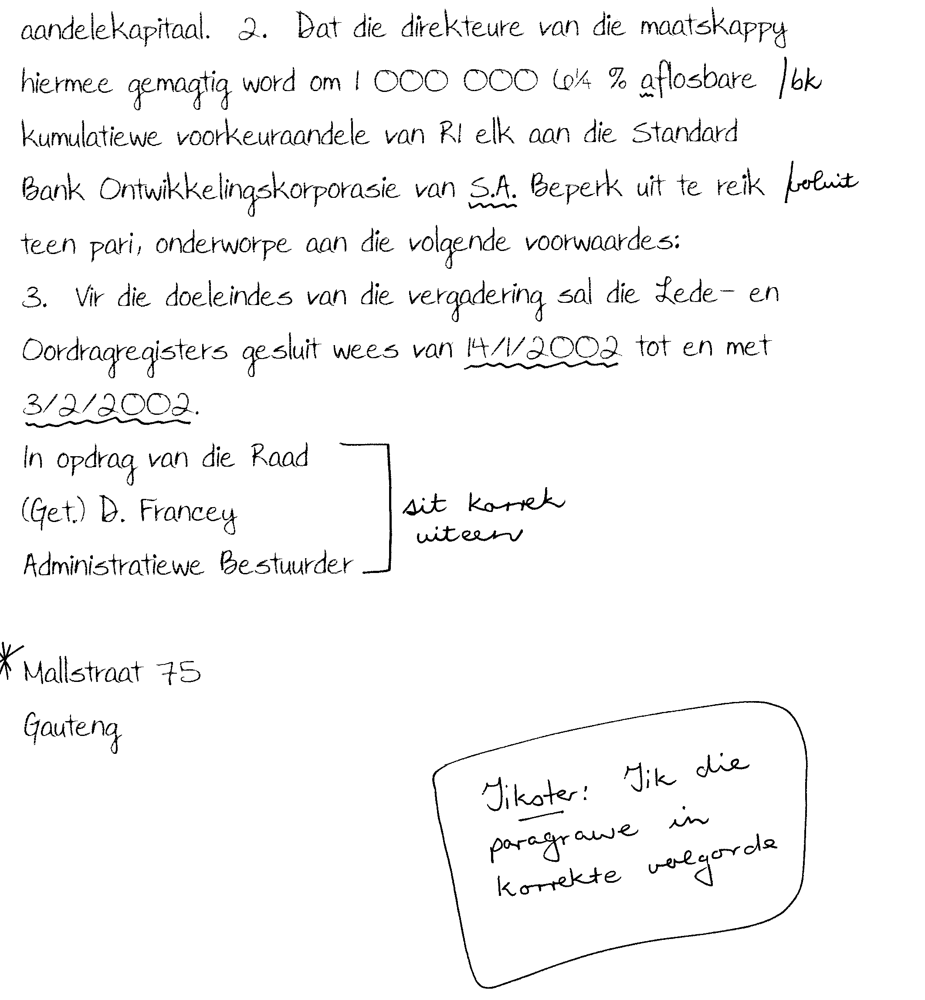 aandelekapitaal. 2. Dat die direkteure van die maatskappy
hiermee gemagtig word om 1 000 000 6¼ % aflosbare /bk
kumulatiewe voorkeuraandele van R1 elk aan die Standard
Bank Ontwikkelingskorporasie van S.A. Beperk uit te reik /voluit
teen pari, onderworpe aan die volgende voorwaardes:
3. Vir die doeleindes van die vergadering sal die Lede- en
Oordragregisters gesluit wees van 14/1/2002 tot en met
3/2/2002.
In opdrag van die Raad
(Get.) D. Francey
sit korrek
uiteen
Administratiewe Bestuurder
* Mallstraat 75
Gauteng
Tikster: Tik die
paragrawe in
korrekte volgorde